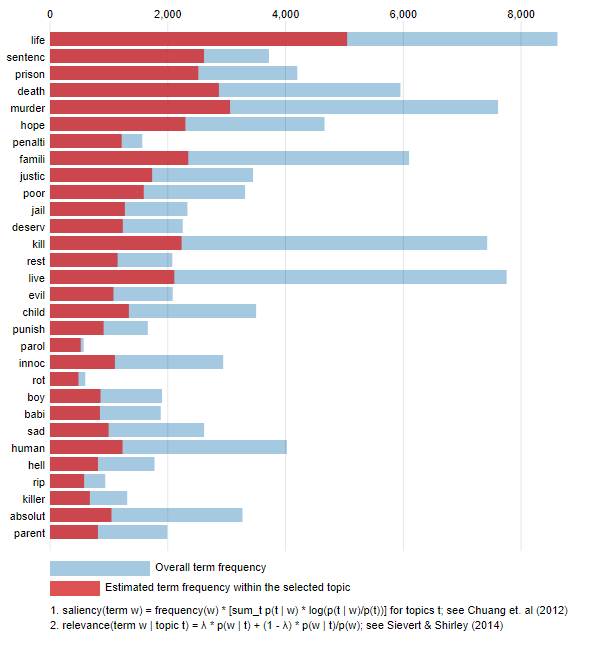 0 2,000 4,000 6,000 8,000
life
sentenc
prison
death
murder
hope
penalti
famili
justic
poor
jail
deserv
kill
rest
live
evil
child
punish
parol
innoc
rot
boy
babi
sad
human
hell
rip
killer
absolut
parent
Overall term frequency
Estimated term frequency within the selected topic
1. saliency(term w) = frequency(w) * [sum_t p(t | w) * log(p(t | w)/p(t))] for topics t; see Chuang et. al (2012)
2. relevance(term w | topic t) = λ * p(w | t) + (1 - λ) * p(w | t)/p(w); see Sievert & Shirley (2014)